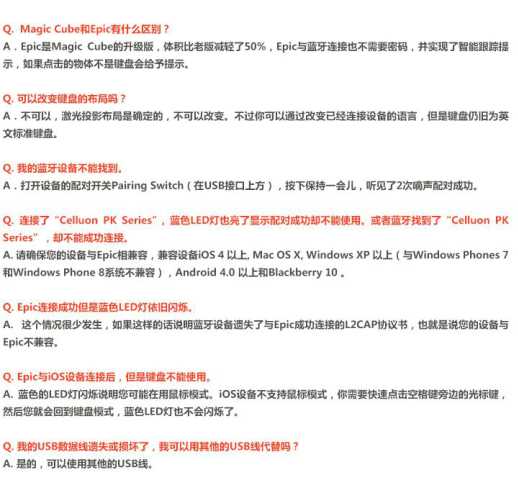 Q. Magic Cube和Epic有什么区别？
A．Epic是Magic Cube的升级版，体积比老版减轻了50%，Epic与蓝牙连接也不需要密码，并实现了智能跟踪提
示，如果点击的物体不是键盘会给予提示。
Q. 可以改变键盘的布局吗？
A．不可以，激光投影布局是确定的，不可以改变。不过你可以通过改变已经连接设备的语言，但是键盘仍旧为英
文标准键盘。
Q. 我的蓝牙设备不能找到。
A．打开设备的配对开关Pairing Switch（在USB接口上方），按下保持一会儿，听见了2次嘀声配对成功。
Q. 连接了“Celluon PK Series”，蓝色LED灯也亮了显示配对成功却不能使用。或者蓝牙找到了“Celluon PK
Series”，却不能成功连接。
A. 请确保您的设备与Epic相兼容，兼容设备iOS 4 以上, Mac OS X, Windows XP 以上（与Windows Phones 7
和Windows Phone 8系统不兼容），Android 4.0 以上和Blackberry 10 。
Q. Epic连接成功但是蓝色LED灯依旧闪烁。
A. 这个情况很少发生，如果这样的话说明蓝牙设备遗失了与Epic成功连接的L2CAP协议书，也就是说您的设备与
Epic不兼容。
Q. Epic与iOS设备连接后，但是键盘不能使用。
A. 蓝色的LED灯闪烁说明您可能在用鼠标模式。iOS设备不支持鼠标模式，你需要快速点击空格键旁边的光标键，
然后您就会回到键盘模式，蓝色LED灯也不会闪烁了。
Q. 我的USB数据线遗失或损坏了，我可以用其他的USB线代替吗？
A. 是的，可以使用其他的USB线。